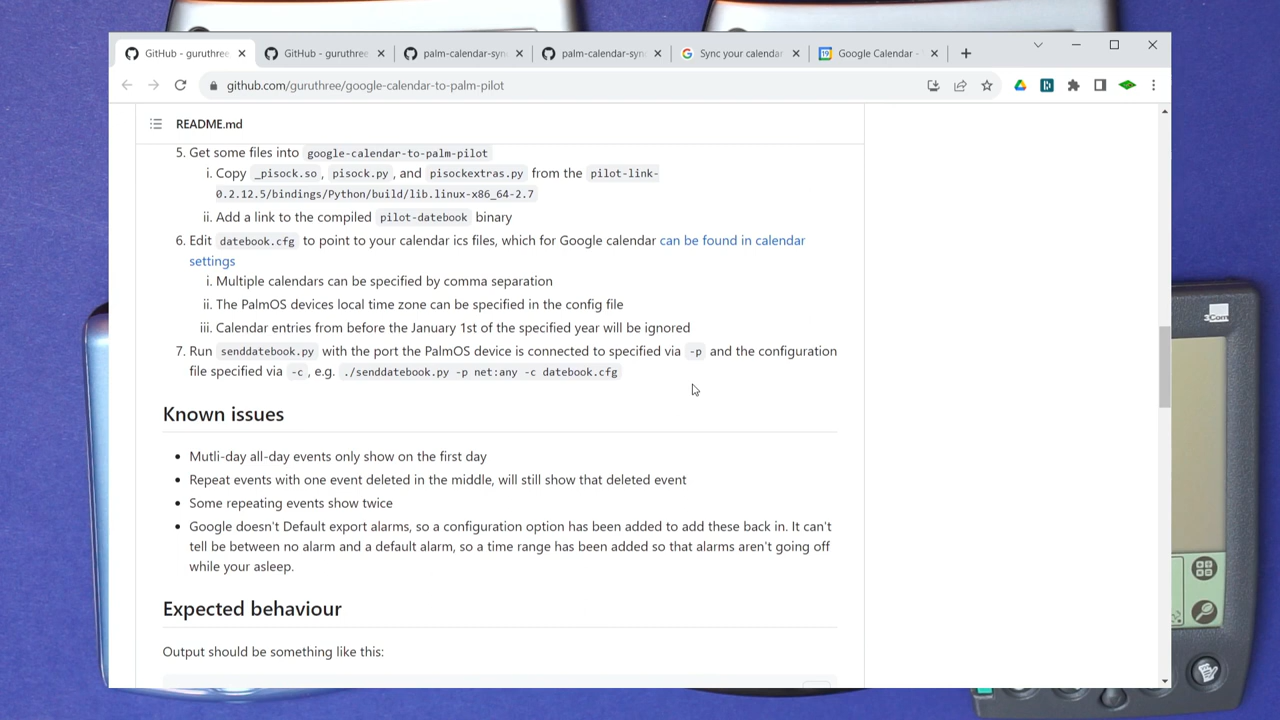 GitHub - guruthree
GitHub - guruthree
palm-calendar-syn
palm-calendar-sync
Sync your calenda
19
Google Calendar -
github.com/guruthree/google-calendar-to-palm-pilot
README.md
5. Get some files into google-calendar-to-palm-pilot
i. Copy _pisock.so , pisock.py, and pisockextras.py from the pilot-link-
0.2.12.5/bindings/Python/build/lib.linux-x86_64-2.7
ii. Add a link to the compiled pilot-datebook binary
6. Edit datebook.cfg to point to your calendar ics files, which for Google calendar can be found in calendar
settings
i. Multiple calendars can be specified by comma separation
ii. The PalmOS devices local time zone can be specified in the config file
iii. Calendar entries from before the January 1st of the specified year will be ignored
7. Run senddatebook.py with the port the PalmOS device is connected to specified via -p and the configuration
file specified via -c , e.g. ./senddatebook.py -p net:any -c datebook.cfg
Known issues
• Mutli-day all-day events only show on the first day
• Repeat events with one event deleted in the middle, will still show that deleted event
• Some repeating events show twice
• Google doesn't Default export alarms, so a configuration option has been added to add these back in. It can't
tell be between no alarm and a default alarm, so a time range has been added so that alarms aren't going off
while your asleep.
Expected behaviour
Output should be something like this:
3Com